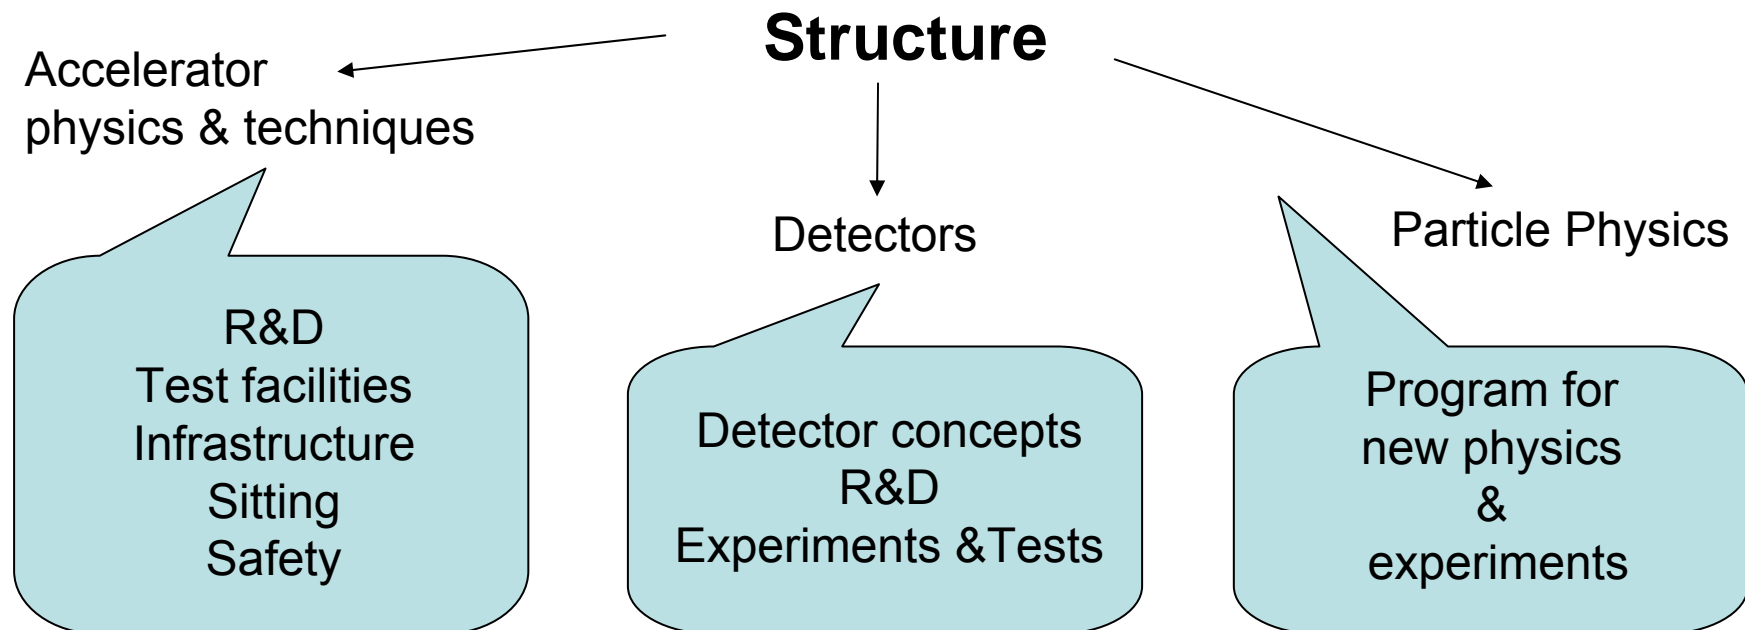 Structure
Accelerator
physics & techniques
Detectors
Particle Physics
R&D
Test facilities
Infrastructure
Sitting
Safety
Detector concepts
R&D
Experiments &Tests
Program for
new physics
&
experiments